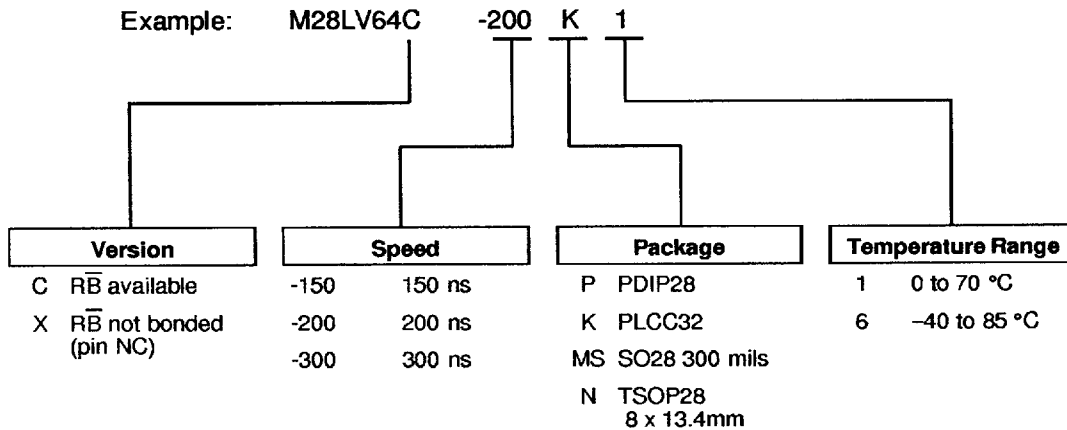 Example: M28LV64C -200 K 1
Version Speed Package Temperature Range
C RB̅ available -150 150 ns P PDIP28 1 0 to 70 °C
X RB̅ not bonded -200 200 ns K PLCC32 6 –40 to 85 °C
(pin NC)
-300 300 ns MS SO28 300 mils
N TSOP28
8 x 13.4mm